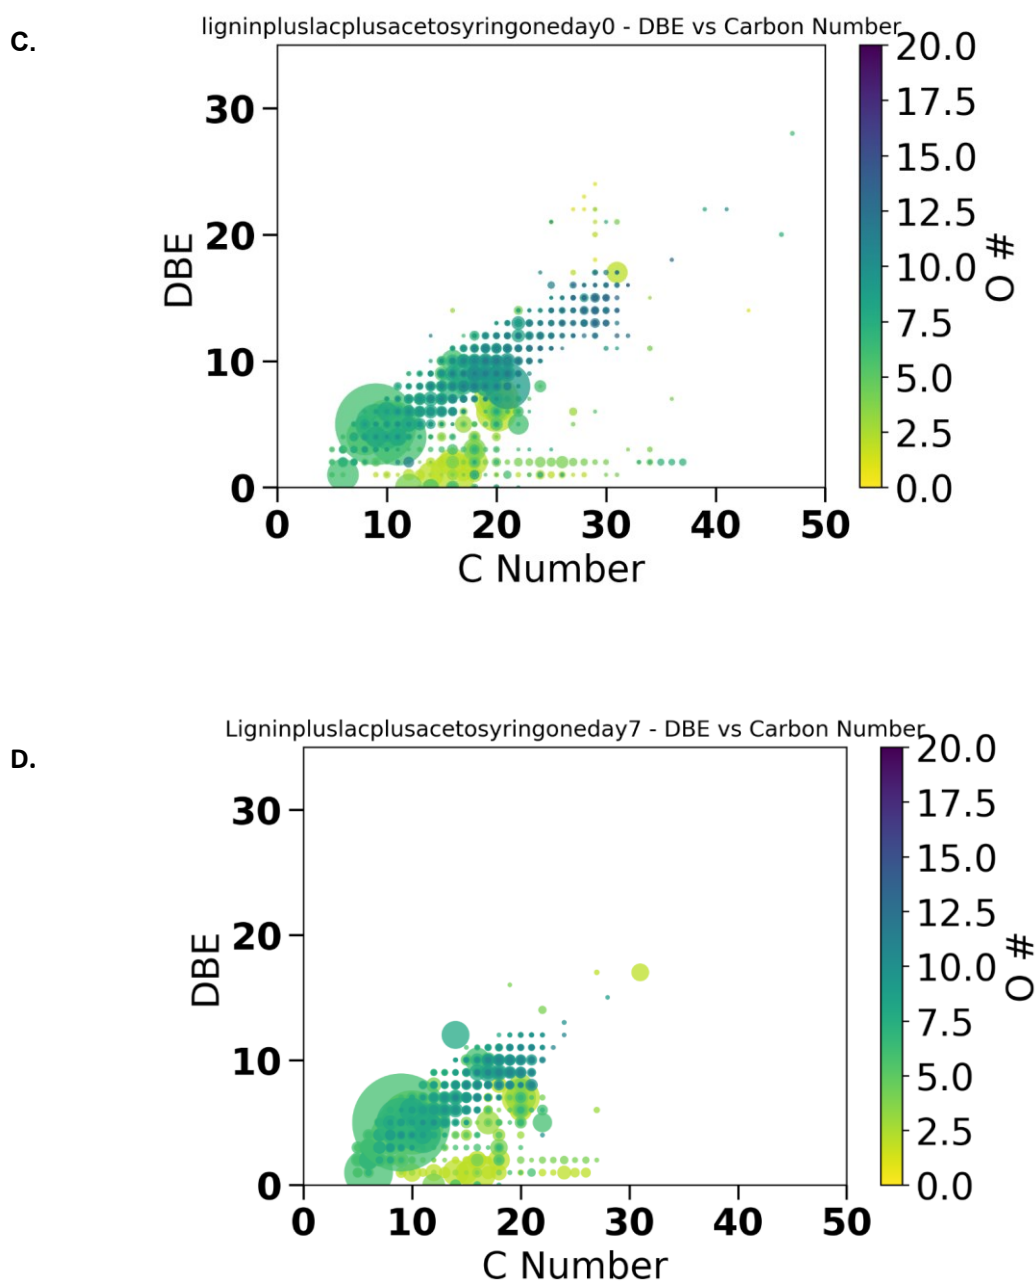 C.
ligninpluslacplusacetosyringoneday0 - DBE vs Carbon Number
DBE
30
20
10
0
0 10 20 30 40 50
C Number
20.0
17.5
15.0
12.5
10.0
7.5
5.0
2.5
0.0
# O
D.
Ligninpluslacplusacetosyringoneday7 - DBE vs Carbon Number
DBE
30
20
10
0
0 10 20 30 40 50
C Number
20.0
17.5
15.0
12.5
10.0
7.5
5.0
2.5
0.0
# O